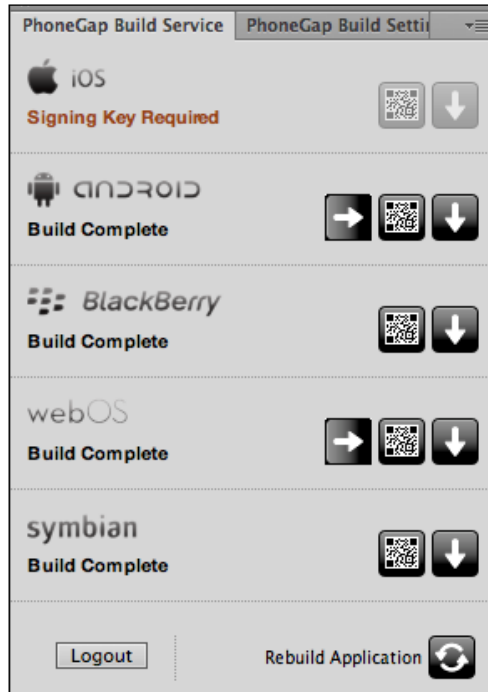 PhoneGap Build Service PhoneGap Build Settin
iOS
Signing Key Required
android
Build Complete
BlackBerry
Build Complete
webOS
Build Complete
symbian
Build Complete
Logout Rebuild Application